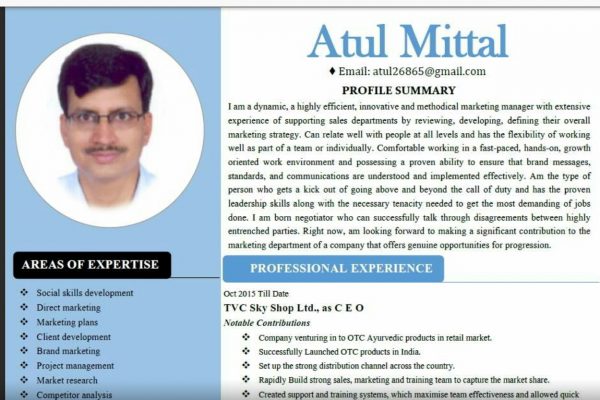 Atul Mittal
♦ Email: atul26865@gmail.com
PROFILE SUMMARY
I am a dynamic, a highly efficient, innovative and methodical marketing manager with extensive
experience of supporting sales departments by reviewing, developing, defining their overall
marketing strategy. Can relate well with people at all levels and has the flexibility of working
well as part of a team or individually. Comfortable working in a fast-paced, hands-on, growth
oriented work environment and possessing a proven ability to ensure that brand messages,
standards, and communications are understood and implemented effectively. Am the type of
person who gets a kick out of going above and beyond the call of duty and has the proven
leadership skills along with the necessary tenacity needed to get the most demanding of jobs
done. I am born negotiator who can successfully talk through disagreements between highly
entrenched parties. Right now, am looking forward to making a significant contribution to the
marketing department of a company that offers genuine opportunities for progression.
AREAS OF EXPERTISE
❖ Social skills development
❖ Direct marketing
❖ Marketing plans
❖ Client development
❖ Brand marketing
❖ Project management
❖ Market research
❖ Competitor analysis
PROFESSIONAL EXPERIENCE
Oct 2015 Till Date
TVC Sky Shop Ltd., as C E O
Notable Contributions
❖ Company venturing in to OTC Ayurvedic products in retail market.
❖ Successfully Launched OTC products in India.
❖ Set up the strong distribution channel across the country.
❖ Rapidly Build strong sales, marketing and training team to capture the market share.
❖ Created support and training systems, which maximise team effectiveness and allowed quick